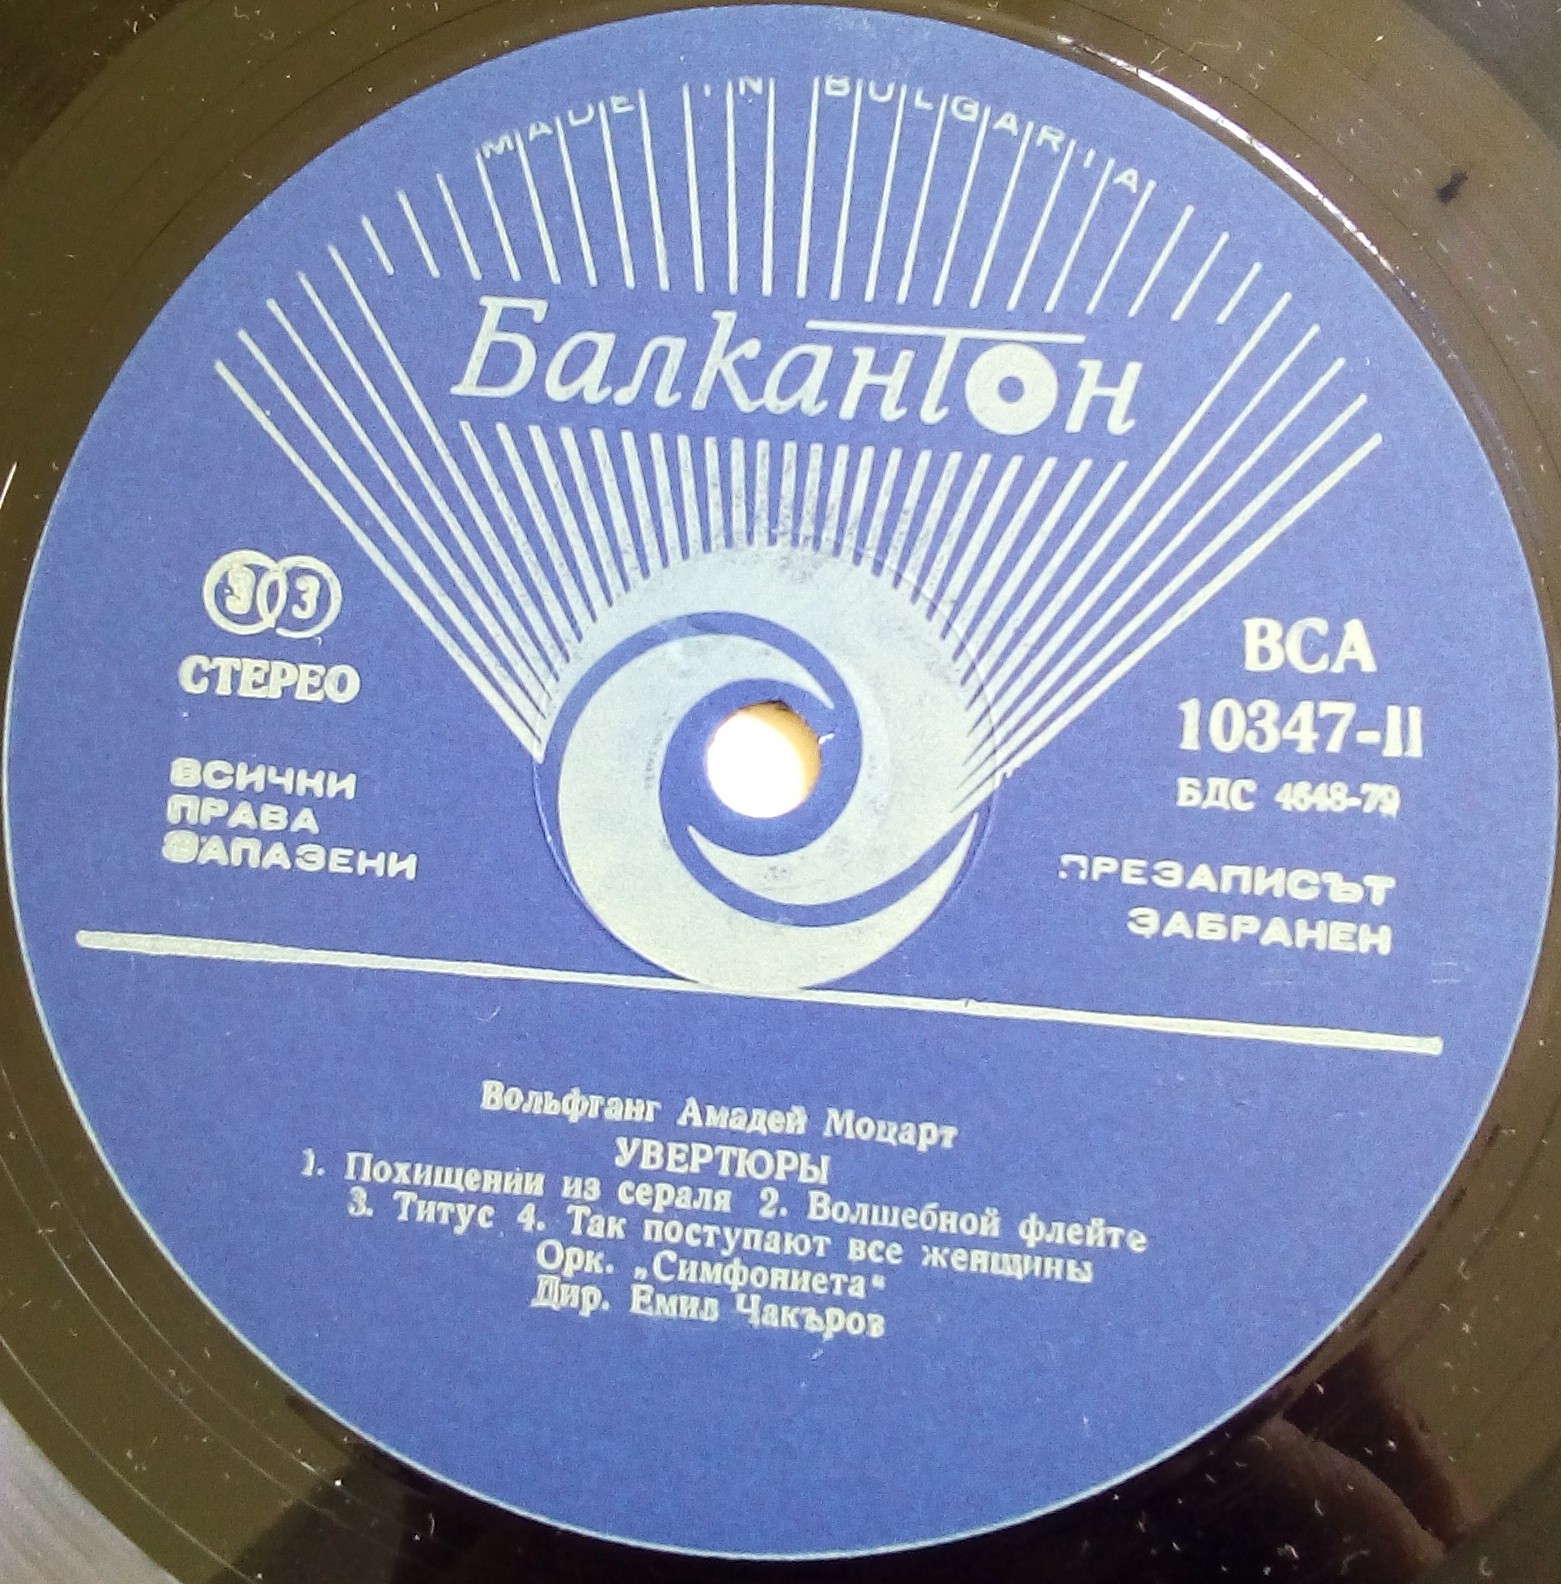 MADE IN BULGARIA
Балкантон
33
СТЕРЕО
ВСИЧКИ
ПРАВА
ЗАПАЗЕНИ
ВСА
10347-II
БДС 4648-79
ПРЕЗАПИСЪТ
ЗАБРАНЕН
Вольфганг Амадей Моцарт
УВЕРТЮРЫ
1. Похищении из сераля 2. Волшебной флейте
3. Титус 4. Так поступают все женщины
Орк. „Симфониета“
Дир. Емил Чакъров